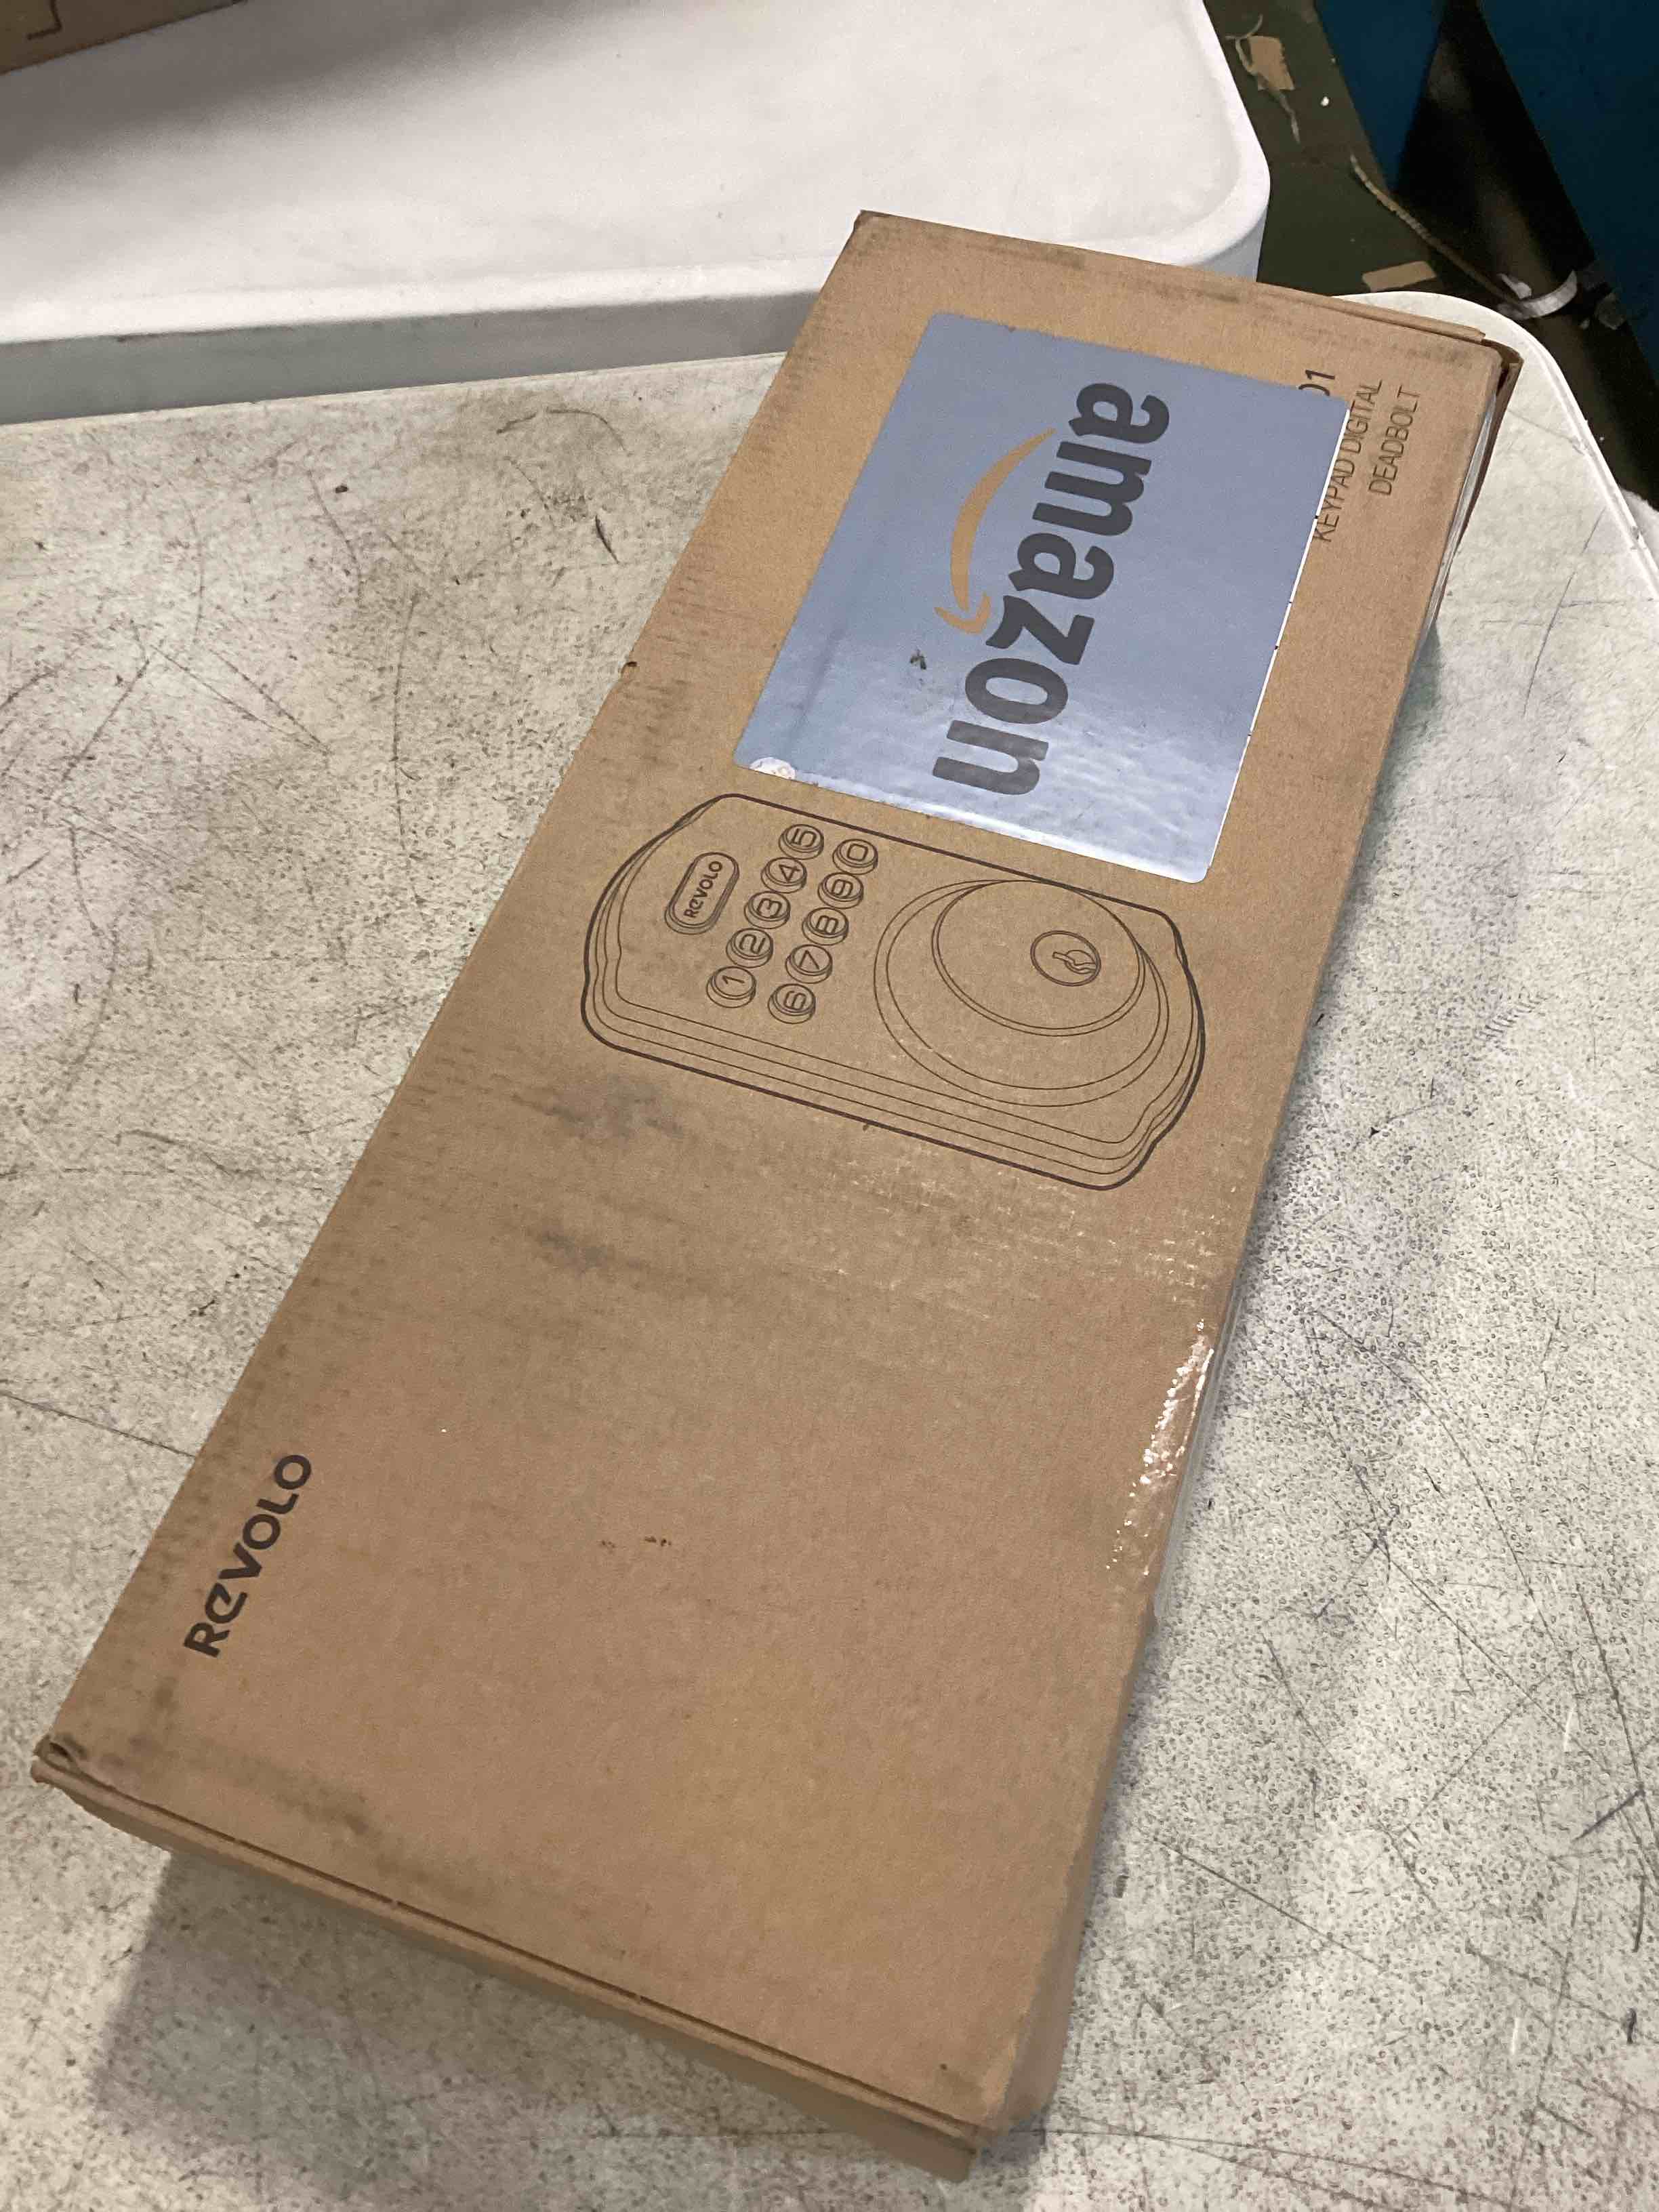 amazon
01
KEYPAD DIGITAL
DEADBOLT
REVOLO
1 2 3 4 5
6 7 8 9 0
REVOLO